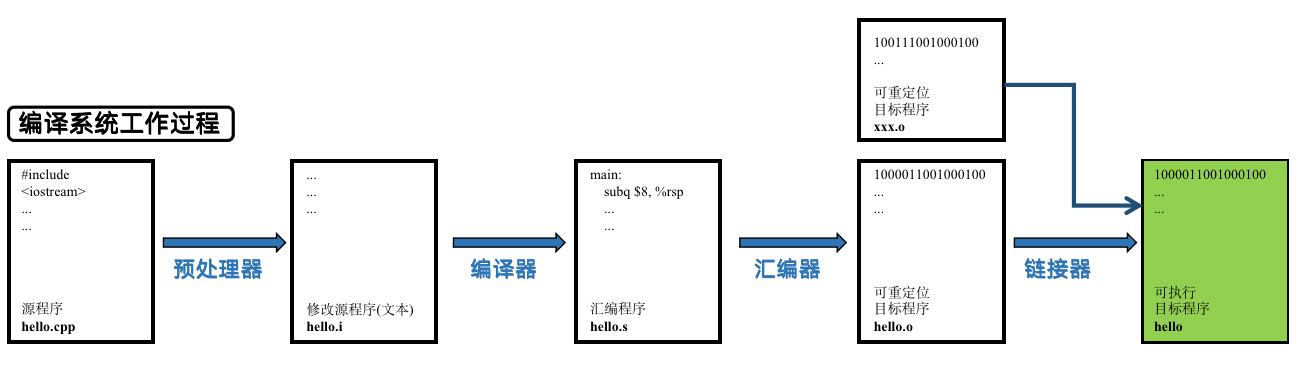 编译系统工作过程
#include
<iostream>
...
...
源程序
hello.cpp
预处理器
...
...
...
修改源程序(文本)
hello.i
编译器
main:
subq $8, %rsp
...
...
汇编程序
hello.s
汇编器
100111001000100
...
可重定位
目标程序
xxx.o
1000011001000100
...
...
可重定位
目标程序
hello.o
链接器
1000011001000100
...
...
可执行
目标程序
hello